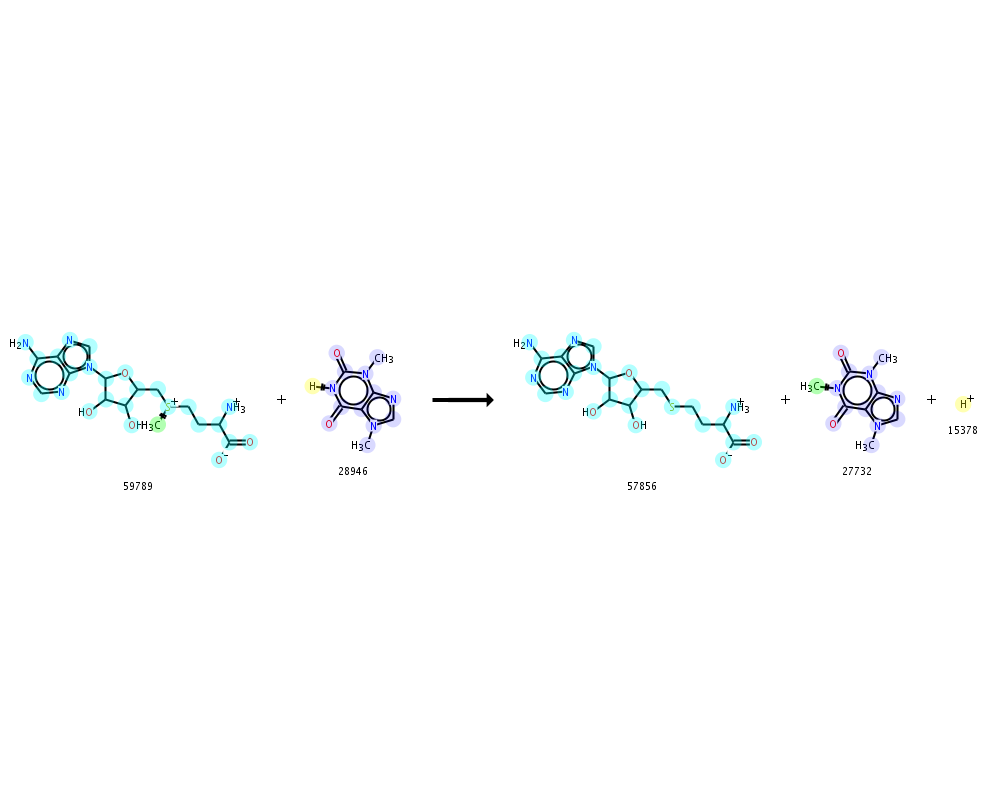 H₂N N N N N O HO OH H₃C S⁺ NH₃⁺ O O⁻
59789
+
H N O O N CH₃ N N H₃C
28946
H₂N N N N N O HO OH S NH₃⁺ O O⁻
57856
+
H₃C N O O N CH₃ N N H₃C
27732
+
H⁺
15378